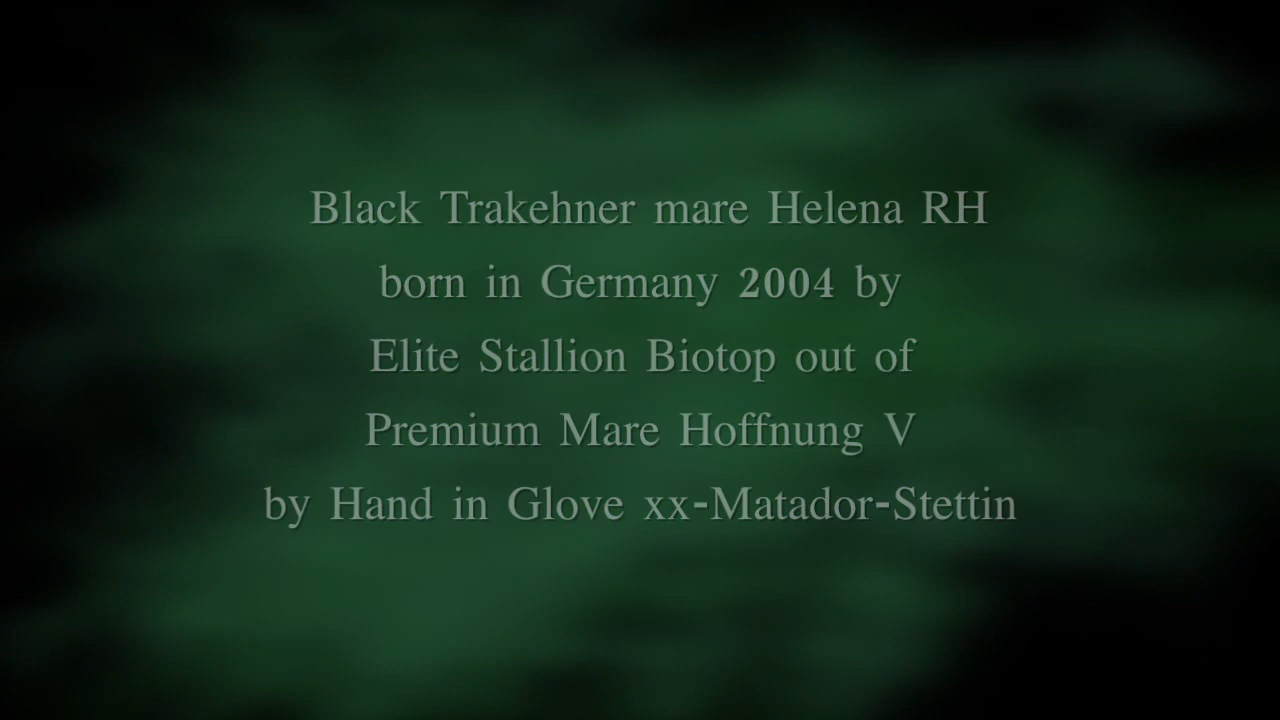 Black Trakehner mare Helena RH
born in Germany 2004 by
Elite Stallion Biotop out of
Premium Mare Hoffnung V
by Hand in Glove xx-Matador-Stettin